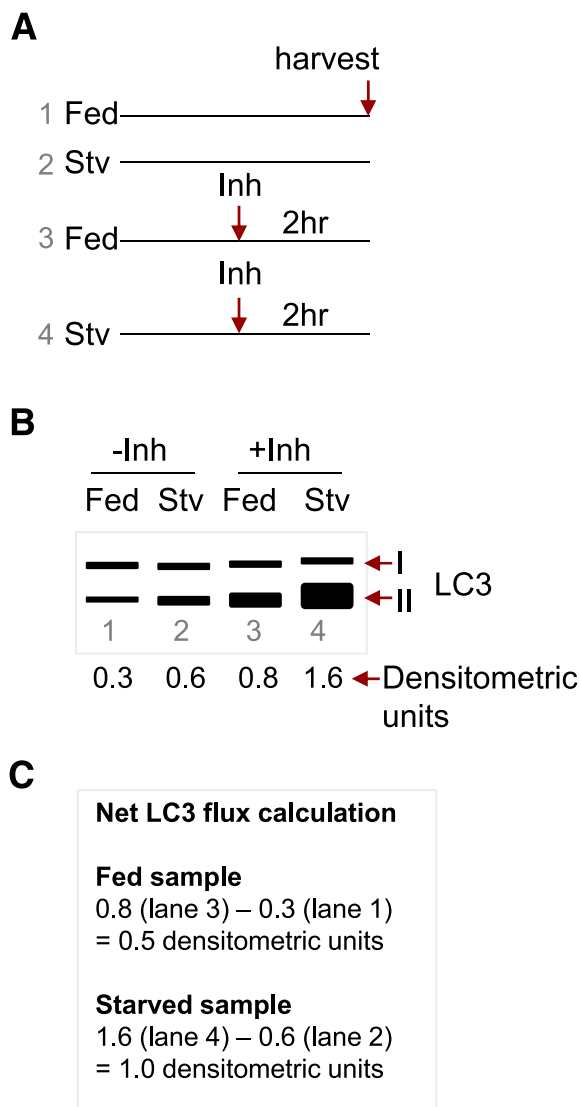 A
harvest
1 Fed
2 Stv
Inh
3 Fed 2hr
Inh
4 Stv 2hr
B
-Inh +Inh
Fed Stv Fed Stv
I
II LC3
1 2 3 4
0.3 0.6 0.8 1.6 Densitometric
units
C
Net LC3 flux calculation
Fed sample
0.8 (lane 3) – 0.3 (lane 1)
= 0.5 densitometric units
Starved sample
1.6 (lane 4) – 0.6 (lane 2)
= 1.0 densitometric units